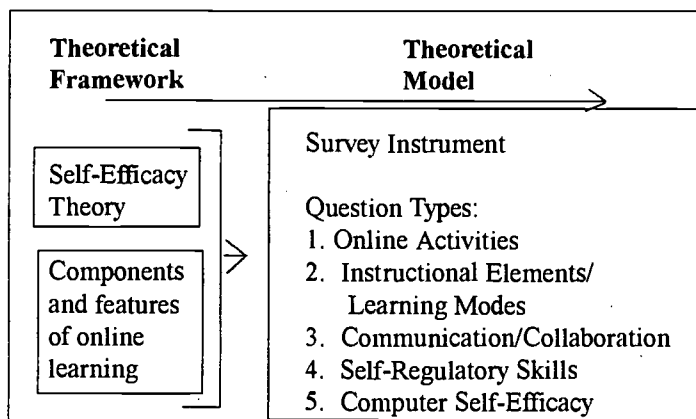 Theoretical
Framework
Theoretical
Model
Self-Efficacy
Theory
Components
and features
of online
learning
Survey Instrument
Question Types:
1. Online Activities
2. Instructional Elements/
Learning Modes
3. Communication/Collaboration
4. Self-Regulatory Skills
5. Computer Self-Efficacy